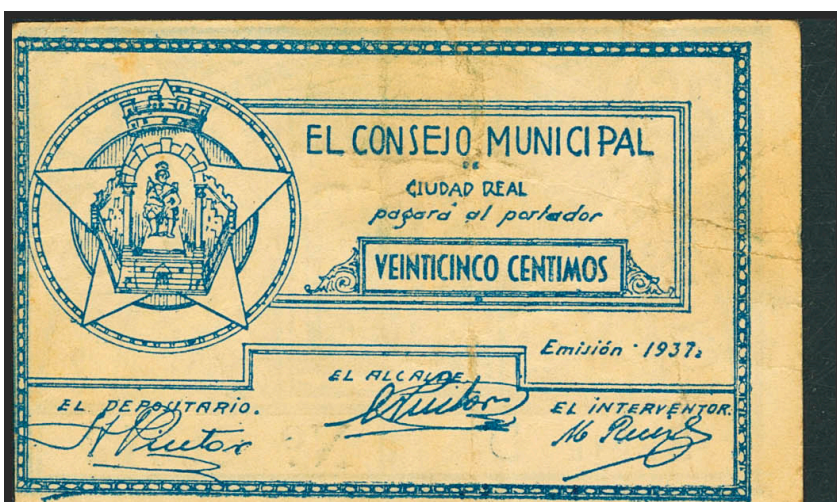 EL CONSEJO MUNICIPAL
DE
CIUDAD REAL
pagará al portador
VEINTICINCO CENTIMOS
Emisión - 1937.
EL DEPOSITARIO.
EL ALCALDE
EL INTERVENTOR.